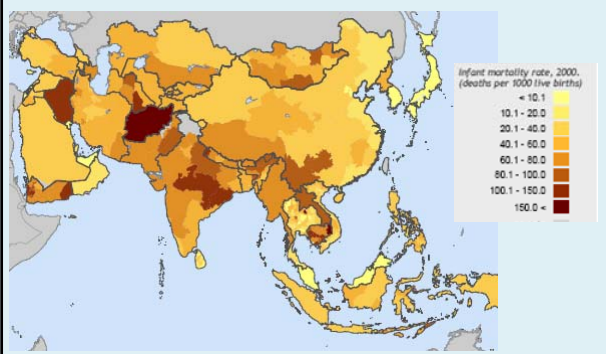 Infant mortality rate, 2000.
(deaths per 1000 live births)
< 10.1
10.1 - 20.0
20.1 - 40.0
40.1 - 60.0
60.1 - 80.0
80.1 - 100.0
100.1 - 150.0
150.0 <